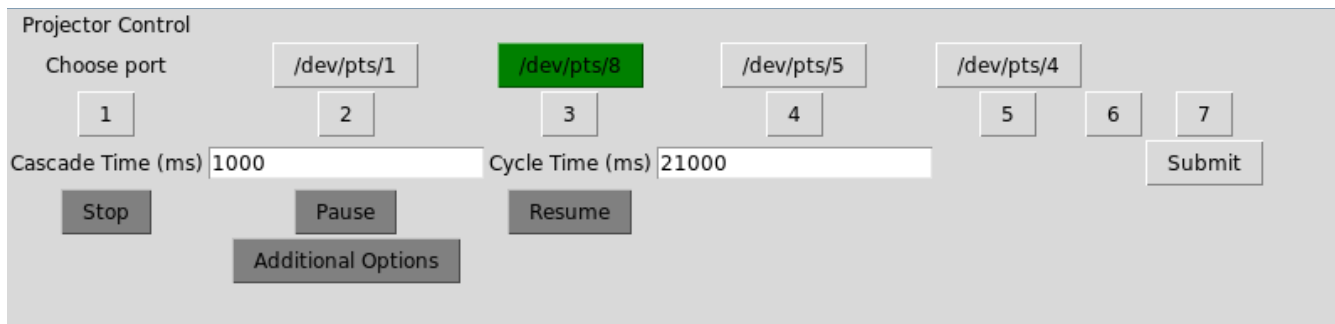 Projector Control
Choose port /dev/pts/1 /dev/pts/8 /dev/pts/5 /dev/pts/4
1 2 3 4 5 6 7
Cascade Time (ms) 1000 Cycle Time (ms) 21000 Submit
Stop Pause Resume
Additional Options